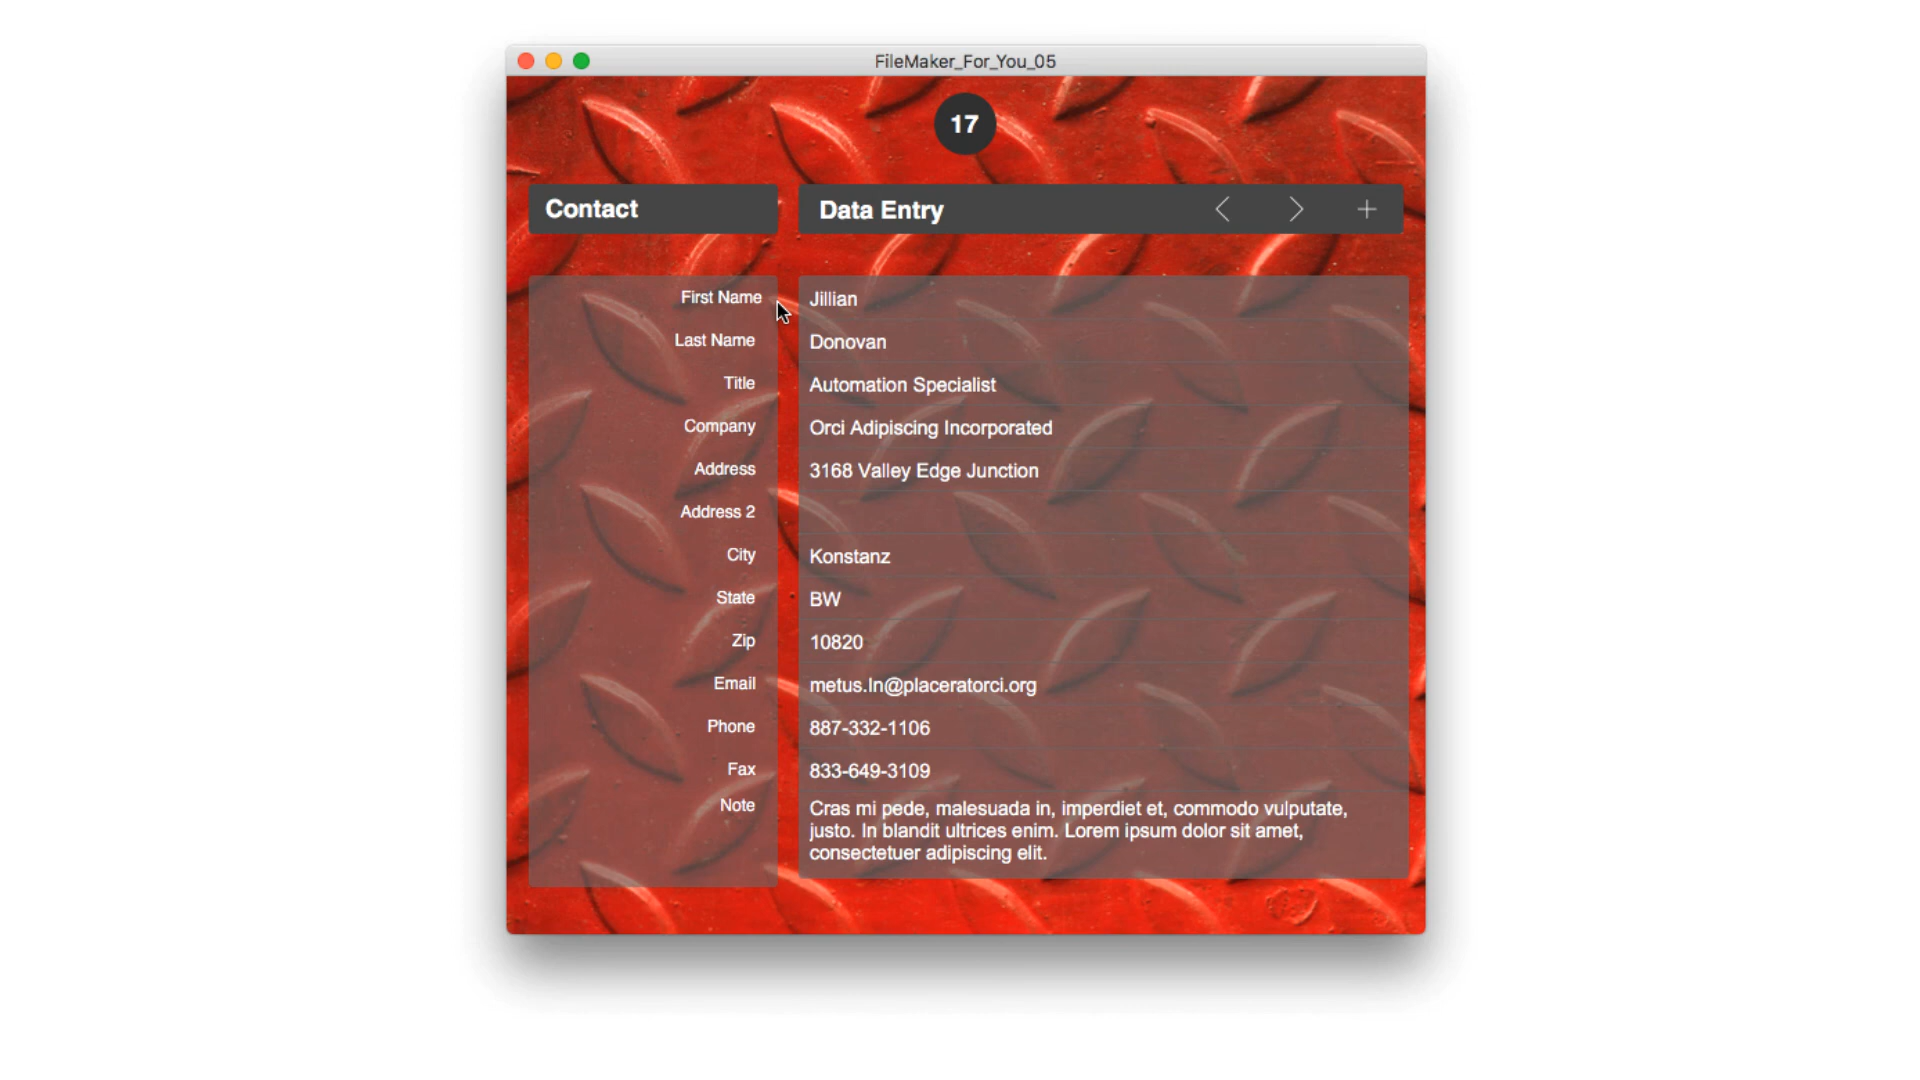 FileMaker_For_You_05
17
Contact
Data Entry
First Name Jillian
Last Name Donovan
Title Automation Specialist
Company Orci Adipiscing Incorporated
Address 3168 Valley Edge Junction
Address 2
City Konstanz
State BW
Zip 10820
Email metus.In@placeratorci.org
Phone 887-332-1106
Fax 833-649-3109
Note Cras mi pede, malesuada in, imperdiet et, commodo vulputate,
justo. In blandit ultrices enim. Lorem ipsum dolor sit amet,
consectetuer adipiscing elit.